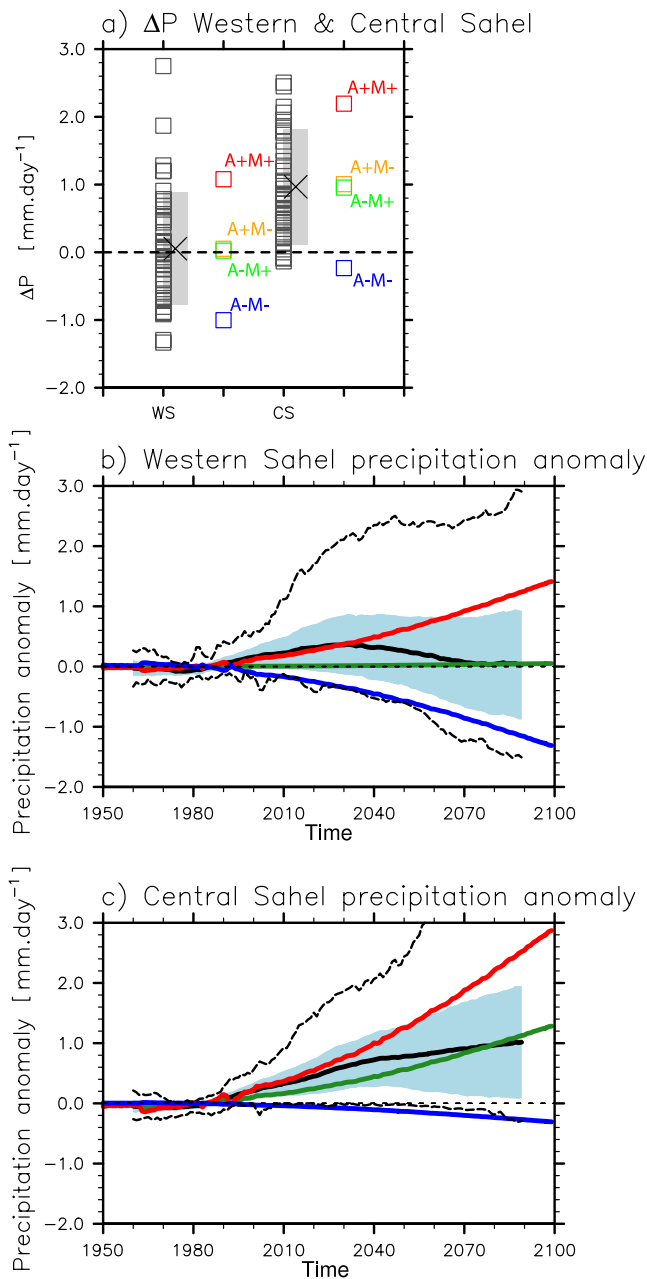 a) ΔP Western & Central Sahel
ΔP [mm.day⁻¹]
3.0
2.0
1.0
0.0
-1.0
-2.0
A+M+
A+M-
A-M+
A-M-
A+M+
A+M-
A-M+
A-M-
WS CS
b) Western Sahel precipitation anomaly
Precipitation anomaly [mm.day⁻¹]
3.0
2.0
1.0
0.0
-1.0
-2.0
1950 1980 2010 2040 2070 2100
Time
c) Central Sahel precipitation anomaly
Precipitation anomaly [mm.day⁻¹]
3.0
2.0
1.0
0.0
-1.0
-2.0
1950 1980 2010 2040 2070 2100
Time